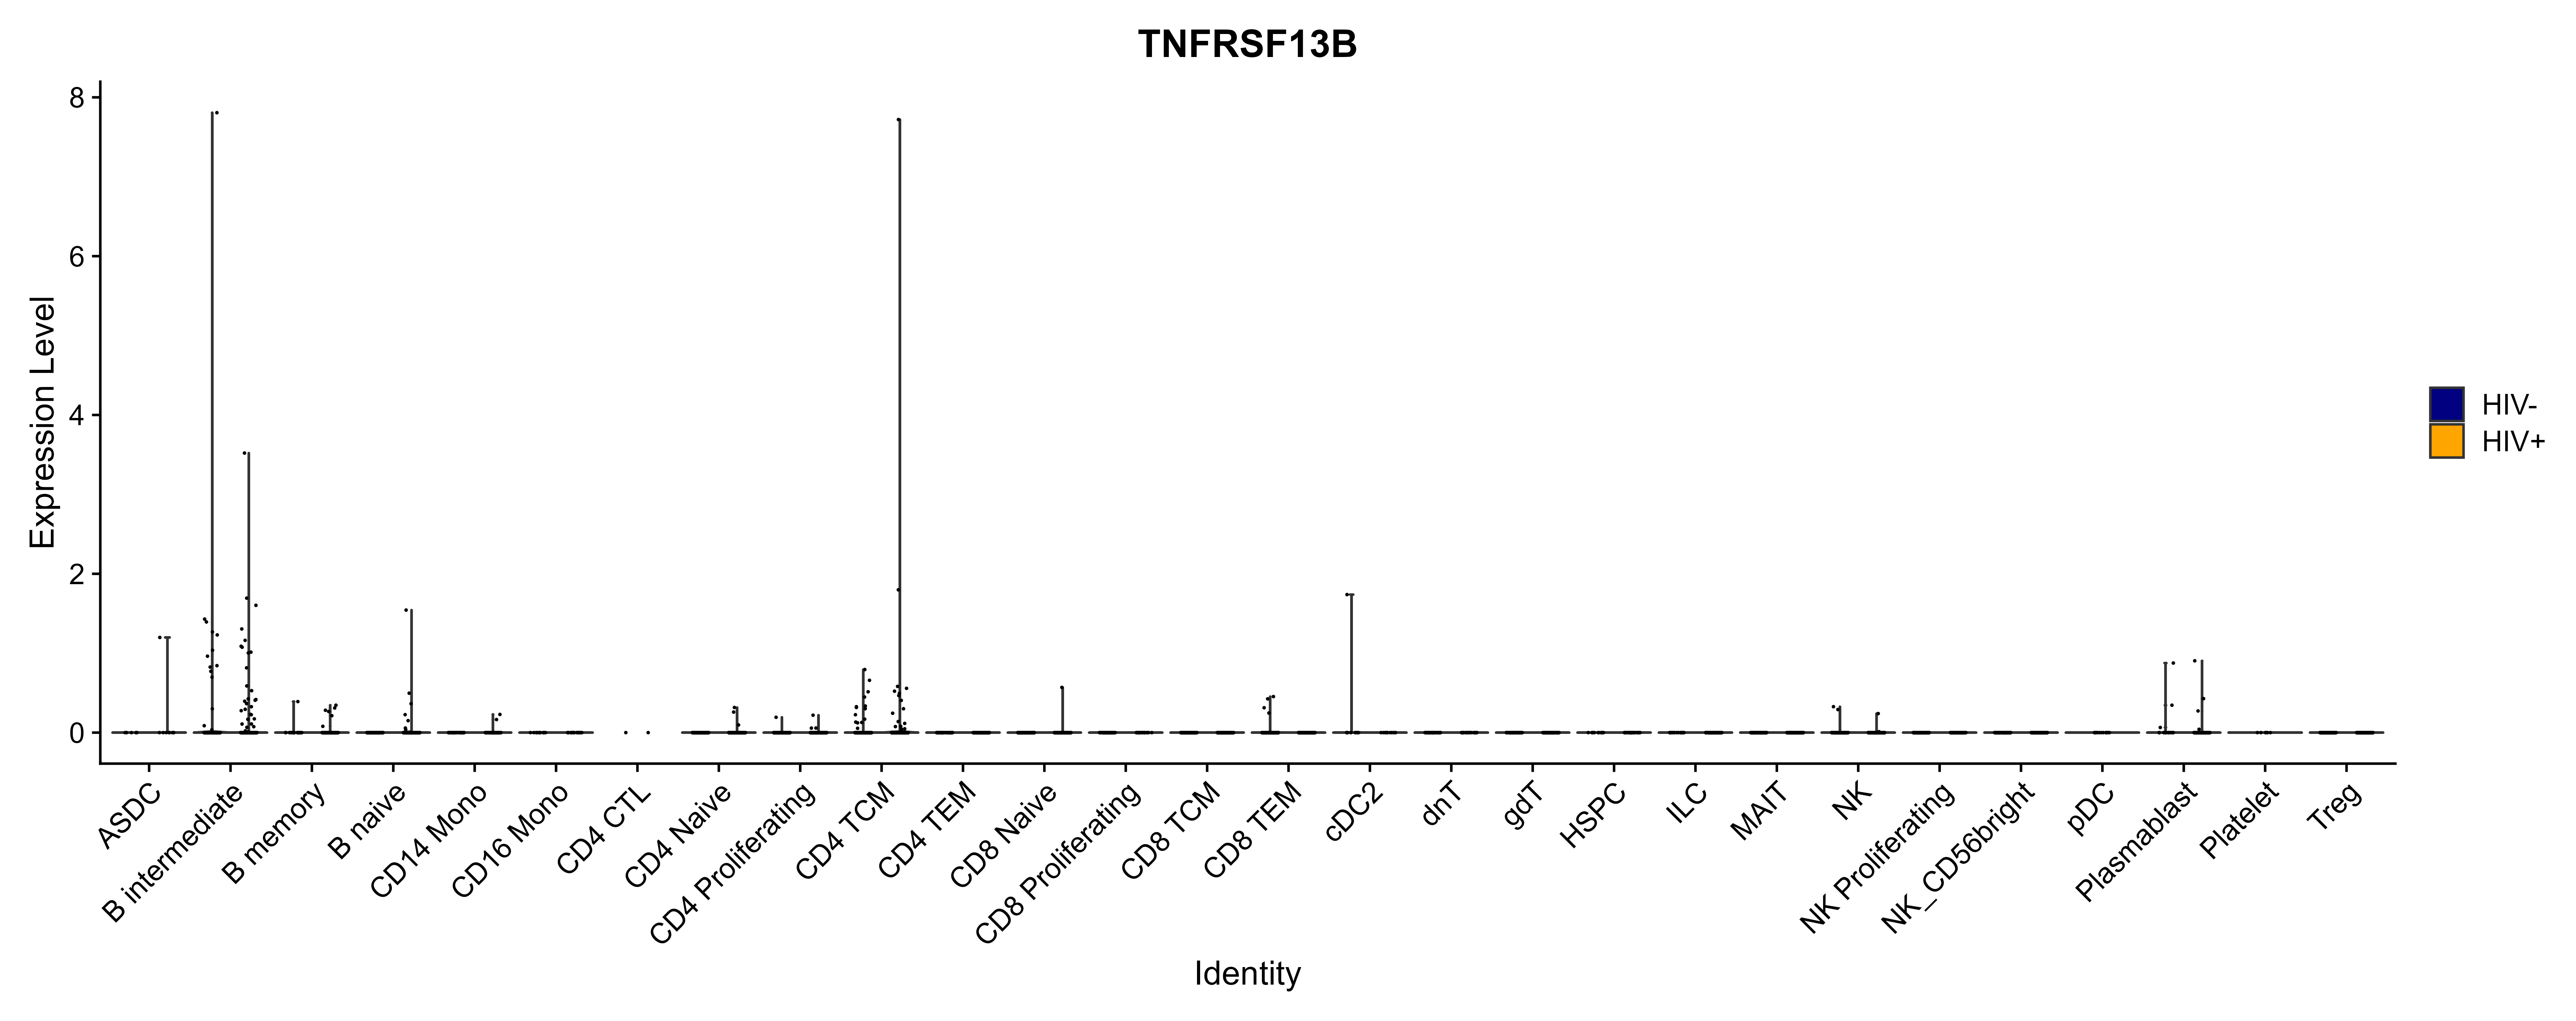 TNFRSF13B
Expression Level
8
6
4
2
0
HIV-
HIV+
ASDC
B intermediate
B memory
B naive
CD14 Mono
CD16 Mono
CD4 CTL
CD4 Naive
CD4 Proliferating
CD4 TCM
CD4 TEM
CD8 Naive
CD8 Proliferating
CD8 TCM
CD8 TEM
cDC2
dnT
gdT
HSPC
ILC
MAIT
NK
NK Proliferating
NK_CD56bright
pDC
Plasmablast
Platelet
Treg
Identity